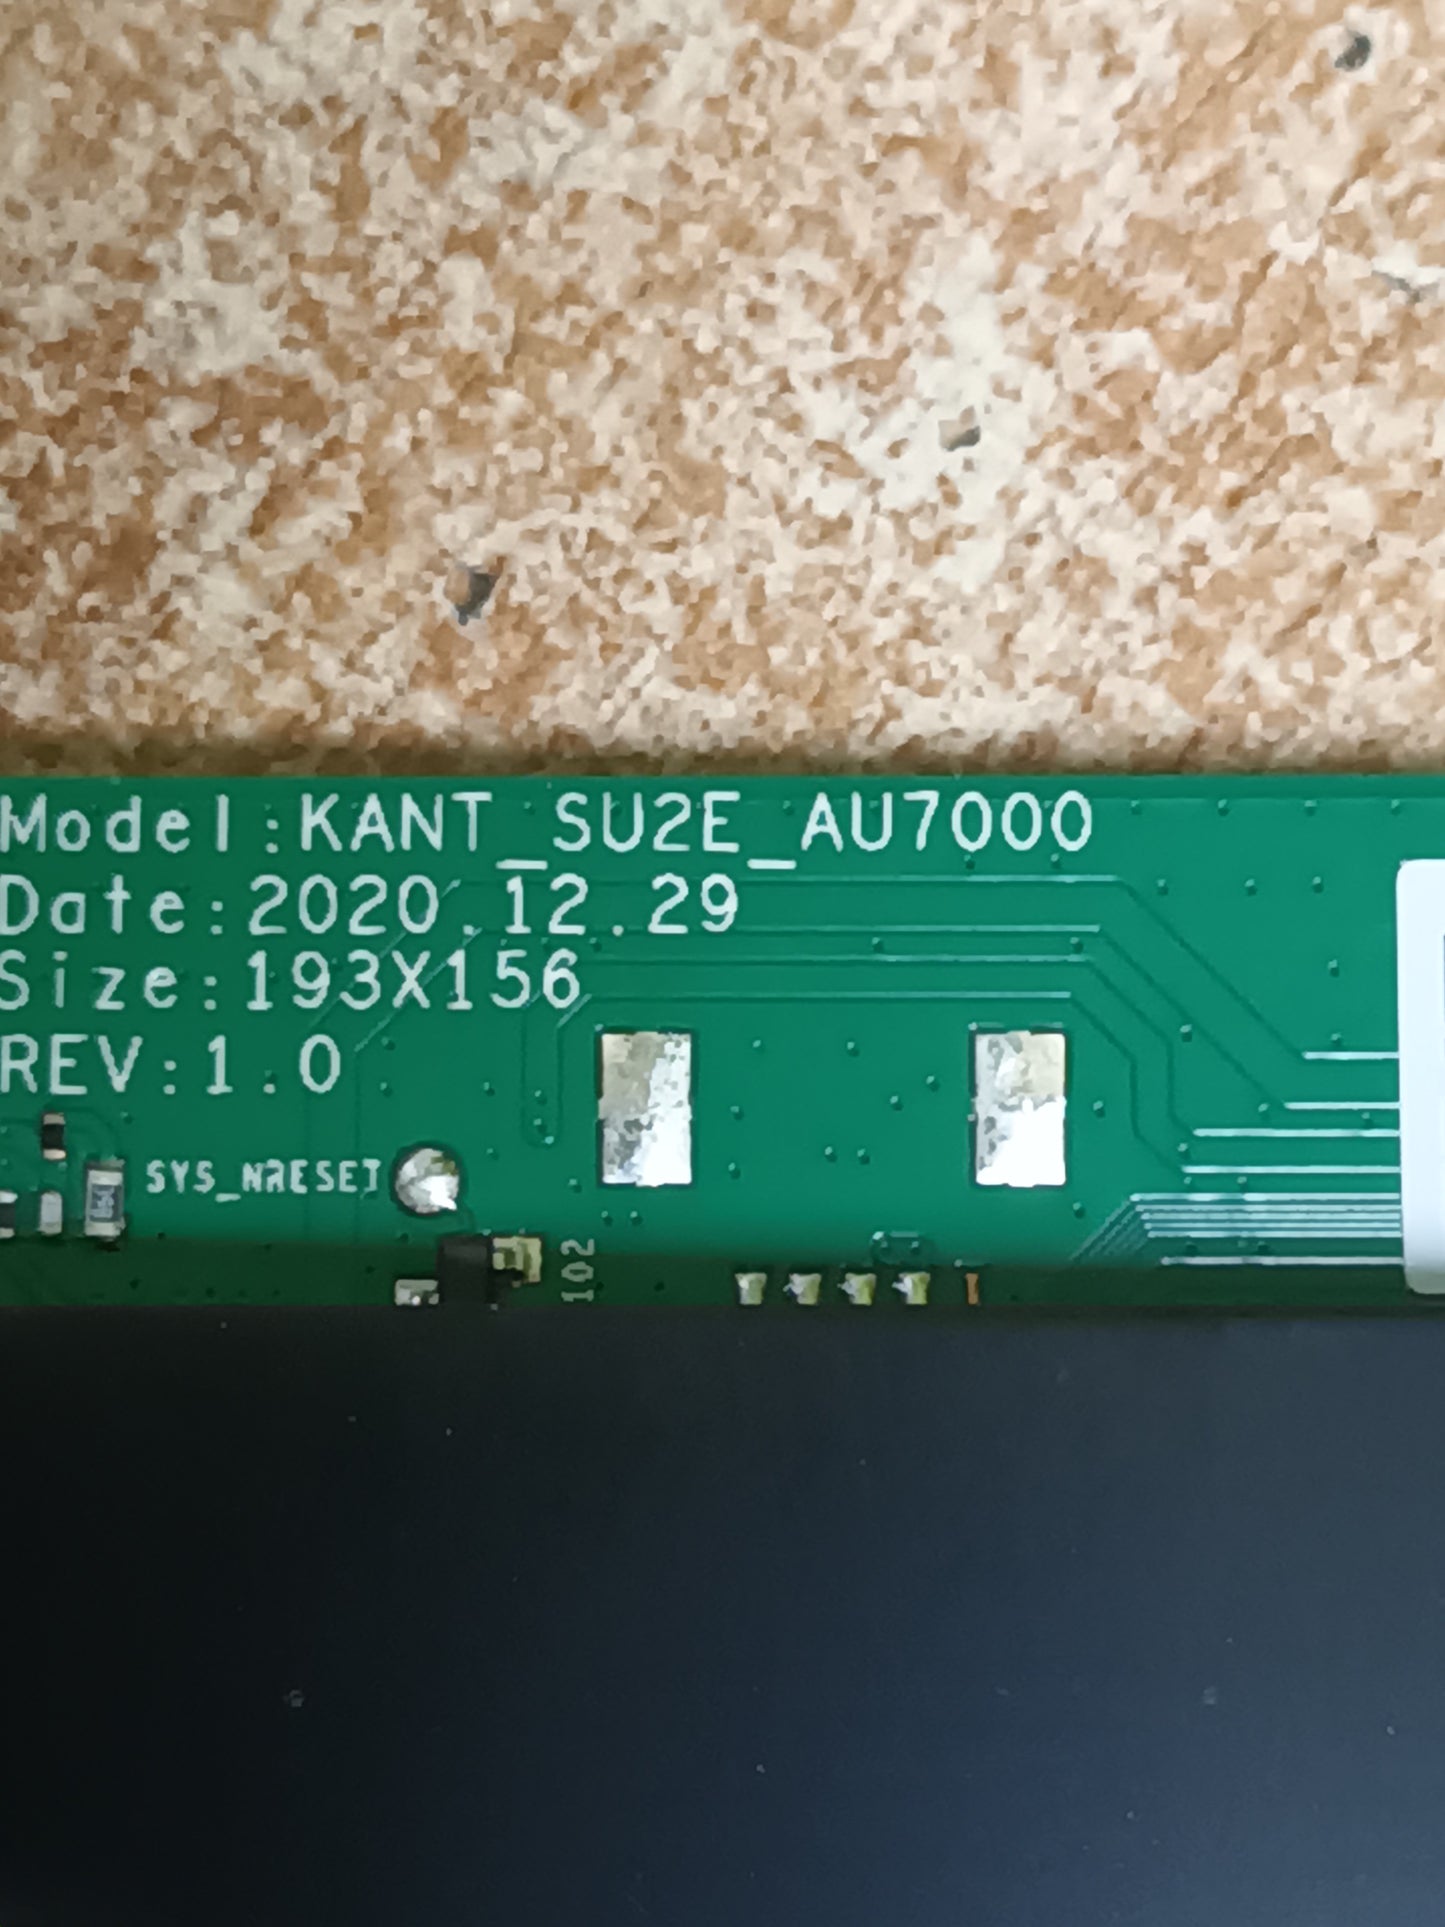 Model:KANT_SU2E_AU7000
Date:2020.12.29
Size:193X156
REV:1.0
SYS_NRESET
102